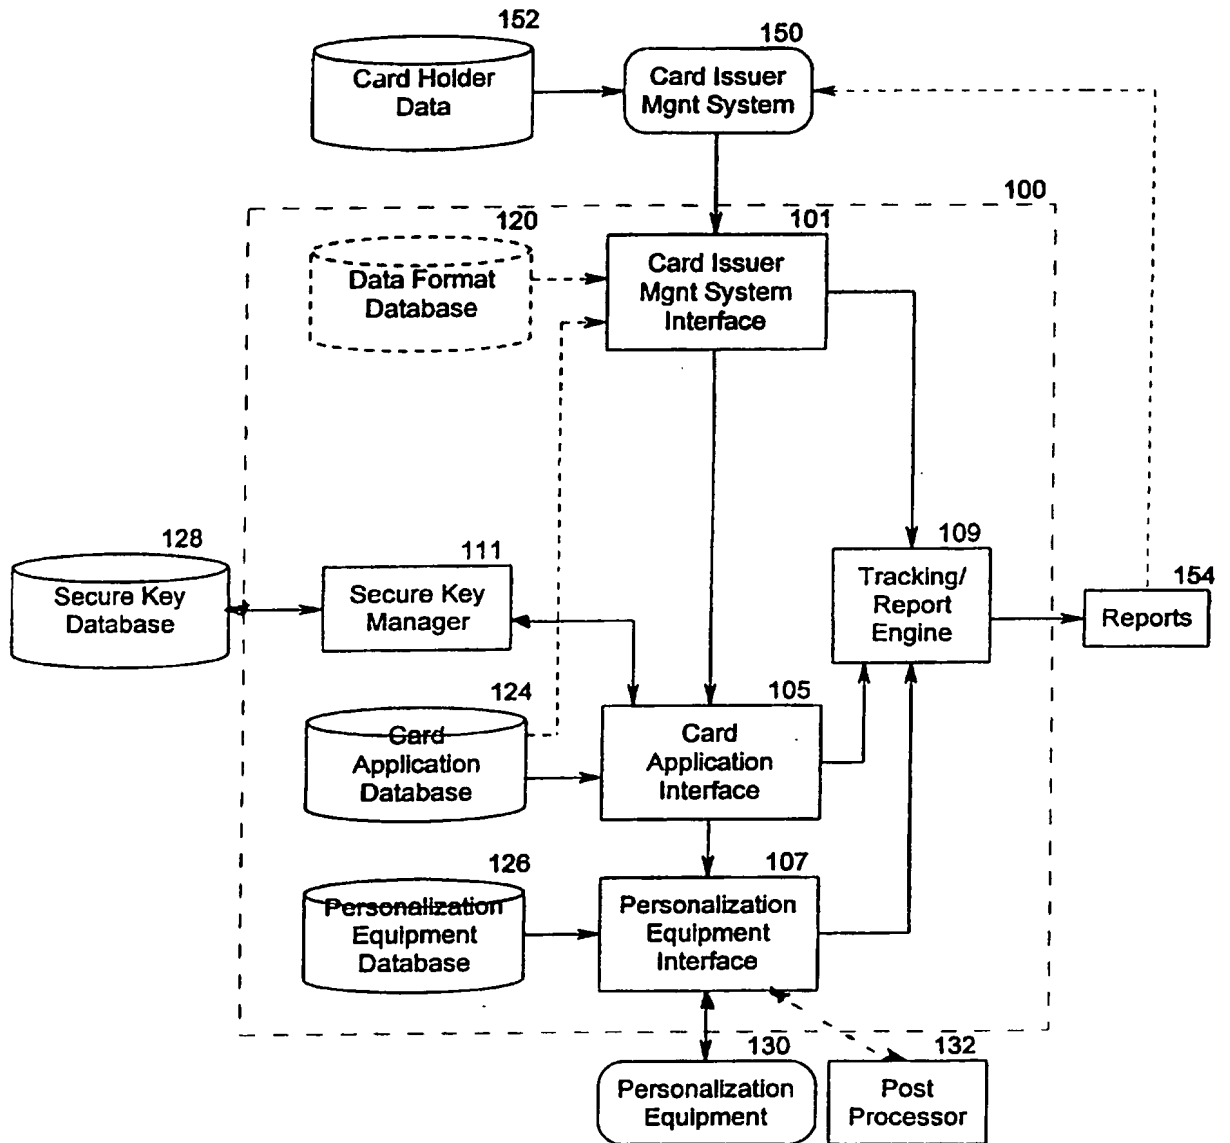 152
150
Card Holder
Data
Card Issuer
Mgnt System
100
120
101
Data Format
Database
Card Issuer
Mgnt System
Interface
128
111
109
154
Secure Key
Database
Secure Key
Manager
Tracking/
Report
Engine
Reports
124
105
Card
Application
Database
Card
Application
Interface
126
107
Personalization
Equipment
Database
Personalization
Equipment
Interface
130
132
Personalization
Equipment
Post
Processor